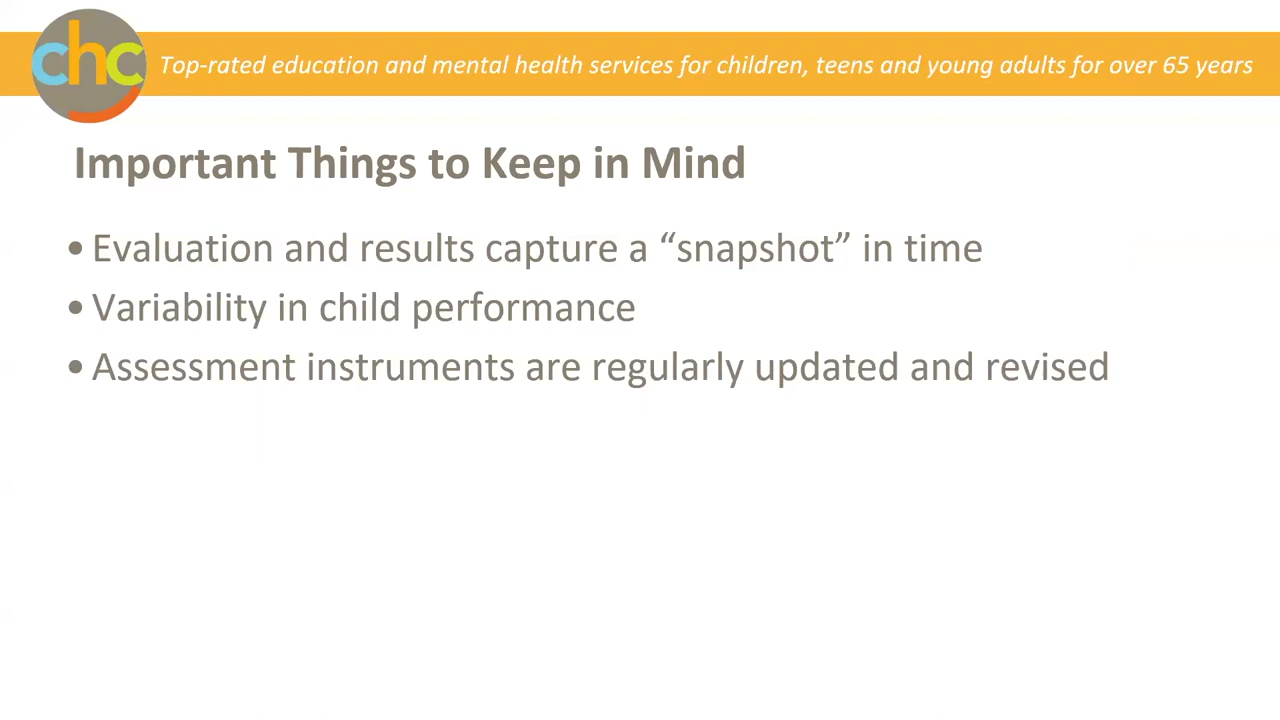 chc
Top-rated education and mental health services for children, teens and young adults for over 65 years
Important Things to Keep in Mind
• Evaluation and results capture a “snapshot” in time
• Variability in child performance
• Assessment instruments are regularly updated and revised